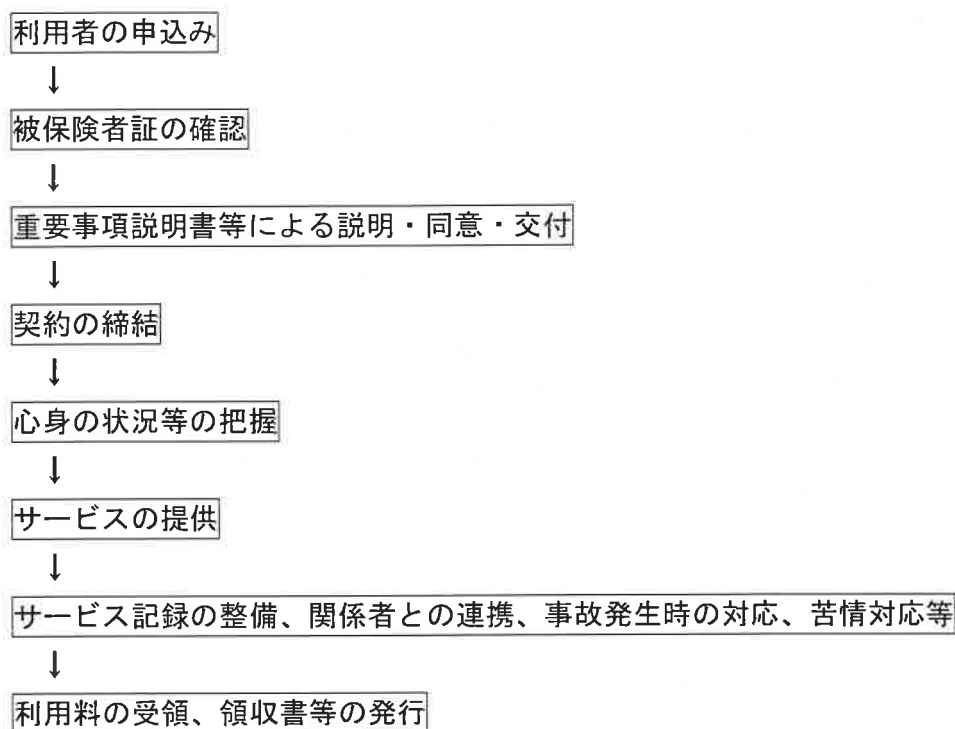 利用者の申込み
↓
被保険者証の確認
↓
重要事項説明書等による説明・同意・交付
↓
契約の締結
↓
心身の状況等の把握
↓
サービスの提供
↓
サービス記録の整備、関係者との連携、事故発生時の対応、苦情対応等
↓
利用料の受領、領収書等の発行